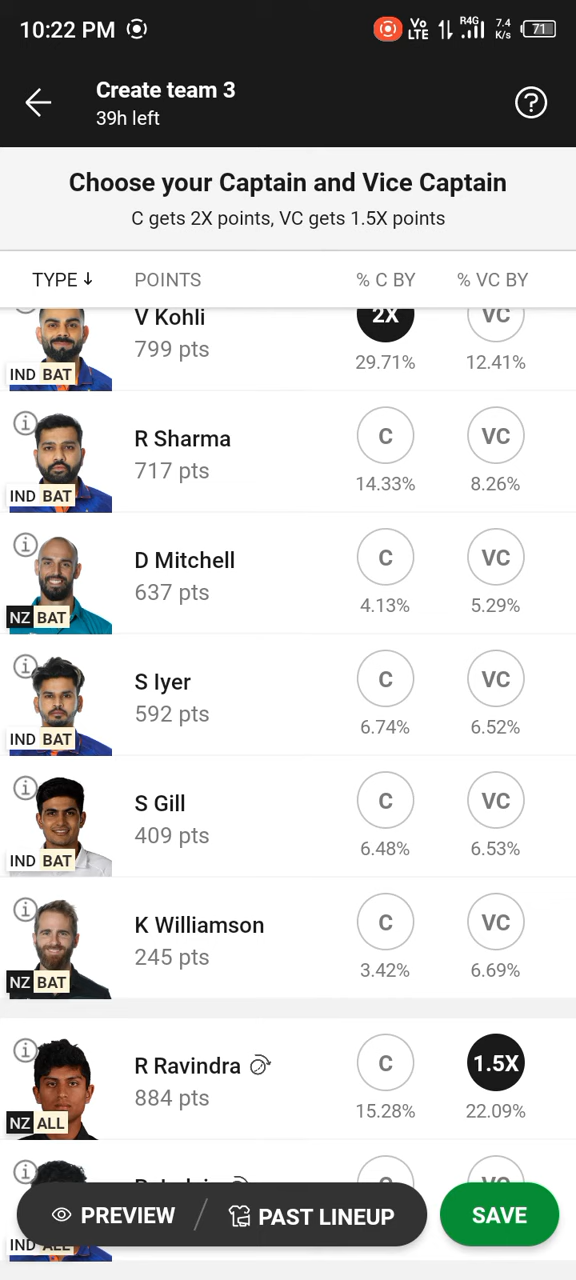 10:22 PM
Vo LTE R4G 7.4 K/s 71
Create team 3
39h left
?
Choose your Captain and Vice Captain
C gets 2X points, VC gets 1.5X points
TYPE↓ POINTS % C BY % VC BY
V Kohli 2X VC
799 pts 29.71% 12.41%
IND BAT
R Sharma C VC
717 pts 14.33% 8.26%
IND BAT
D Mitchell C VC
637 pts 4.13% 5.29%
NZ BAT
S Iyer C VC
592 pts 6.74% 6.52%
IND BAT
S Gill C VC
409 pts 6.48% 6.53%
IND BAT
K Williamson C VC
245 pts 3.42% 6.69%
NZ BAT
R Ravindra C 1.5X
884 pts 15.28% 22.09%
NZ ALL
C VC
PREVIEW / PAST LINEUP SAVE
IND ALL